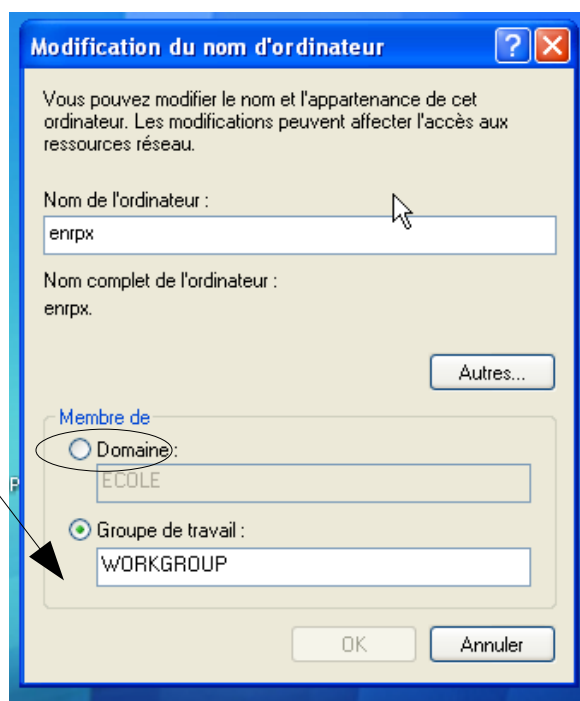 Modification du nom d'ordinateur
Vous pouvez modifier le nom et l'appartenance de cet
ordinateur. Les modifications peuvent affecter l'accès aux
ressources réseau.
Nom de l'ordinateur :
enrpx
Nom complet de l'ordinateur :
enrpx.
Autres...
Membre de
Domaine :
ECOLE
P
Groupe de travail :
WORKGROUP
OK
Annuler